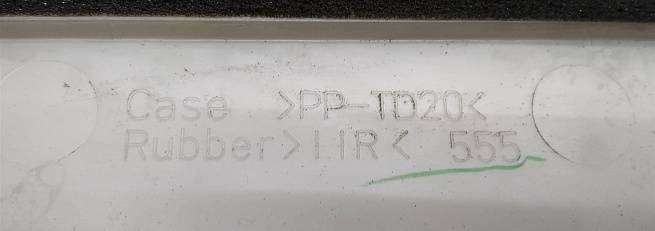 Case >PP-TD20<
Rubber>IIR< 555